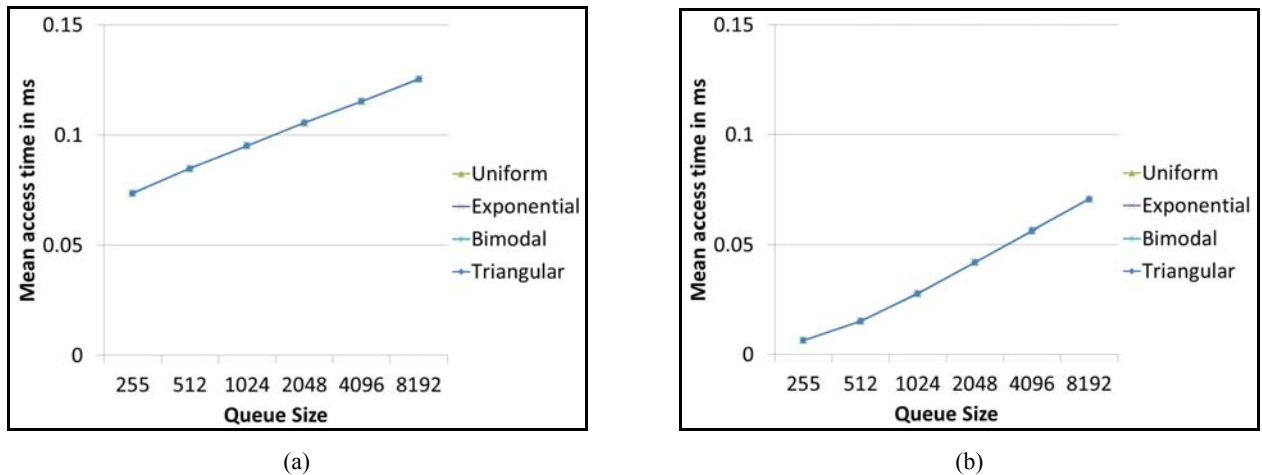 0.15
0.1
0.05
0
Mean access time in ms
255 512 1024 2048 4096 8192
Queue Size
Uniform
Exponential
Bimodal
Triangular
(a)
0.15
0.1
0.05
0
Mean access time in ms
255 512 1024 2048 4096 8192
Queue Size
Uniform
Exponential
Bimodal
Triangular
(b)